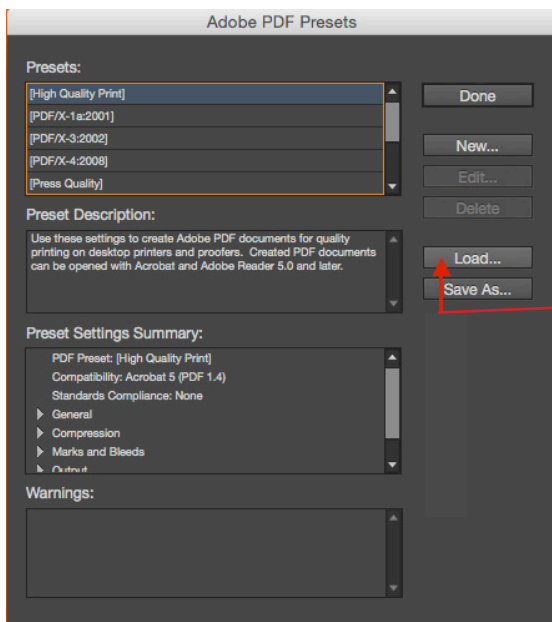 Adobe PDF Presets
Presets:
[High Quality Print]
[PDF/X-1a:2001]
[PDF/X-3:2002]
[PDF/X-4:2008]
[Press Quality]
Done
New...
Edit...
Delete
Load...
Save As...
Preset Description:
Use these settings to create Adobe PDF documents for quality
printing on desktop printers and proofers.  Created PDF documents
can be opened with Acrobat and Adobe Reader 5.0 and later.
Preset Settings Summary:
PDF Preset: [High Quality Print]
Compatibility: Acrobat 5 (PDF 1.4)
Standards Compliance: None
General
Compression
Marks and Bleeds
Output
Warnings: